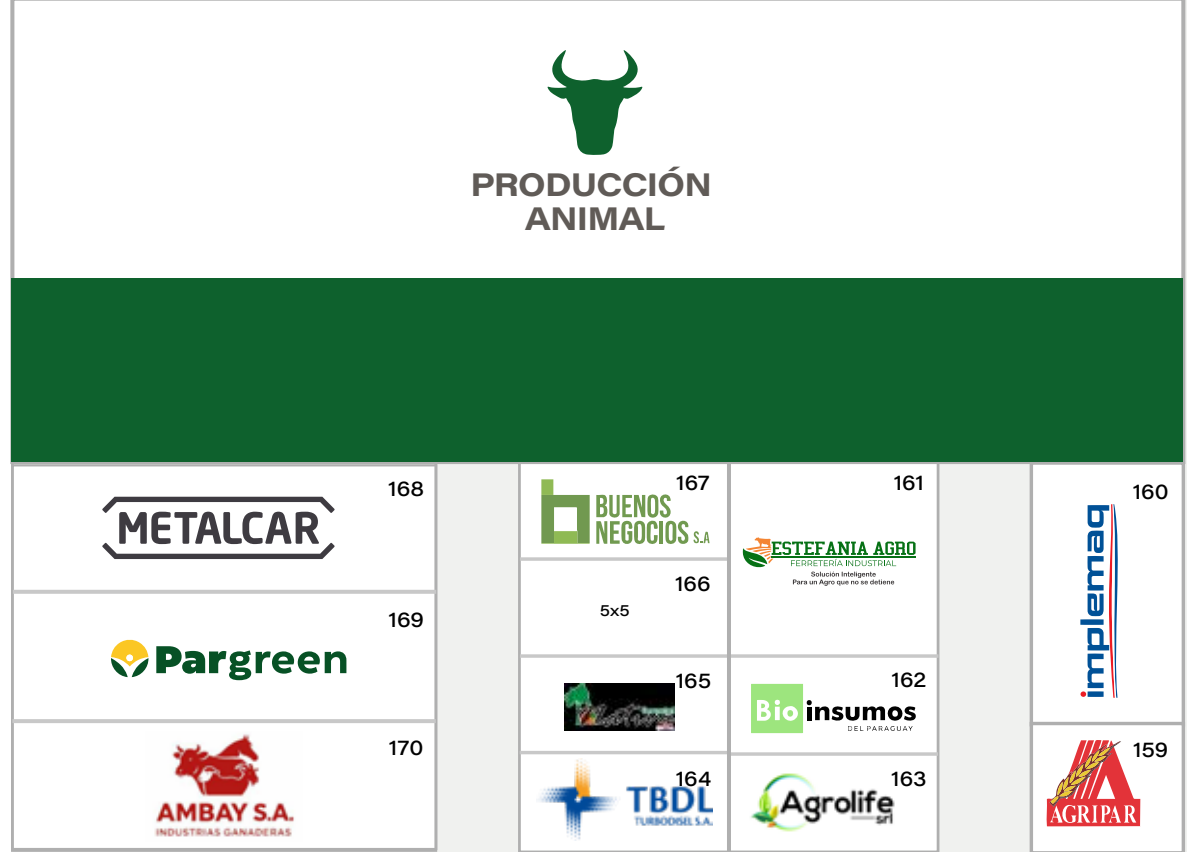 PRODUCCIÓN
ANIMAL
168
METALCAR
169
Pargreen
170
AMBAY S.A.
INDUSTRIAS GANADERAS
167
BUENOS
NEGOCIOS S.A
166
5x5
165
164
TBDL
TURBODISEL S.A.
161
ESTEFANIA AGRO
FERRETERÍA INDUSTRIAL
Solución Inteligente
Para un Agro que no se detiene
162
Bio insumos
DEL PARAGUAY
163
Agrolife
srl
160
implemaq
159
AGRIPAR